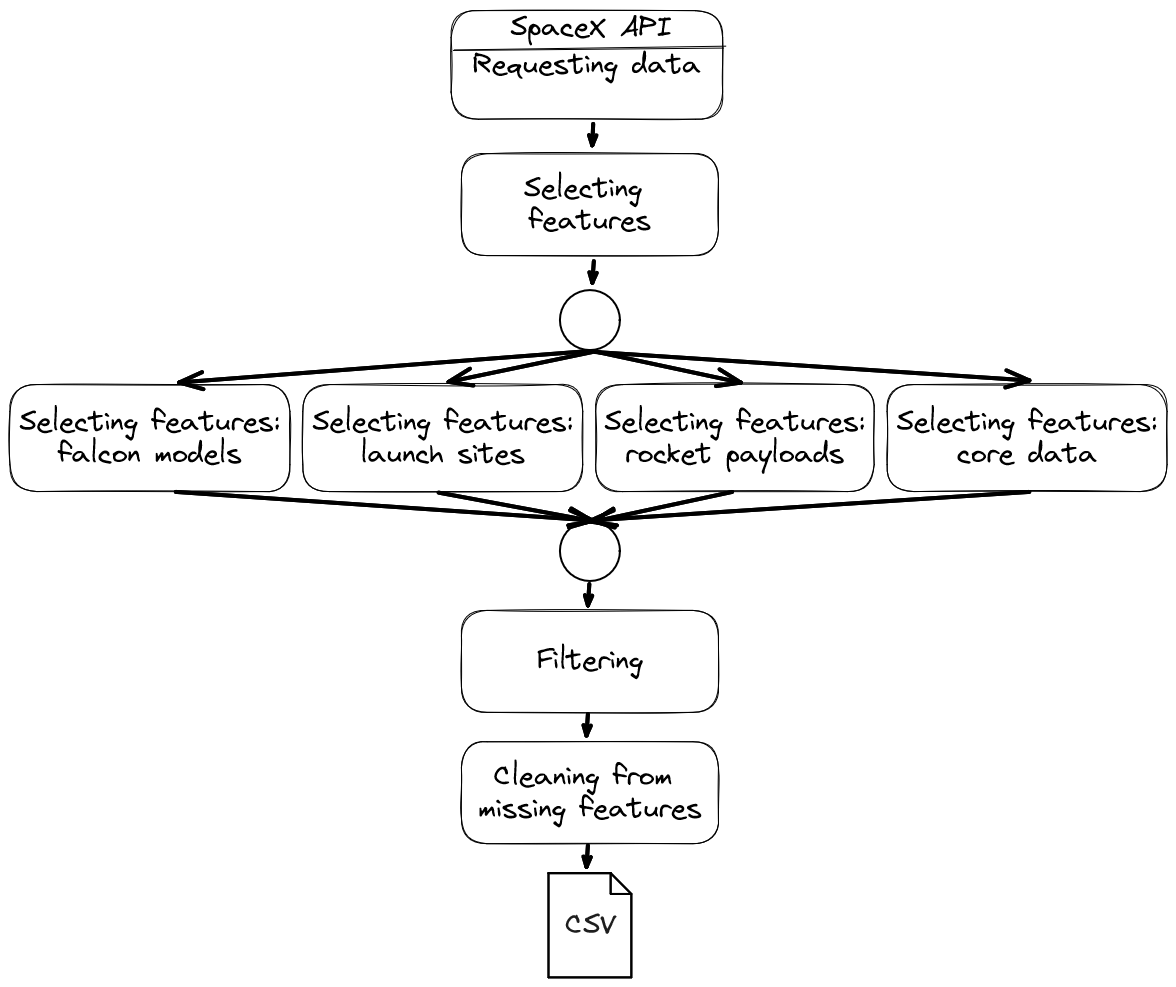 SpaceX API
Requesting data
Selecting
features
Selecting features:
falcon models
Selecting features:
launch sites
Selecting features:
rocket payloads
Selecting features:
core data
Filtering
Cleaning from
missing features
CSV